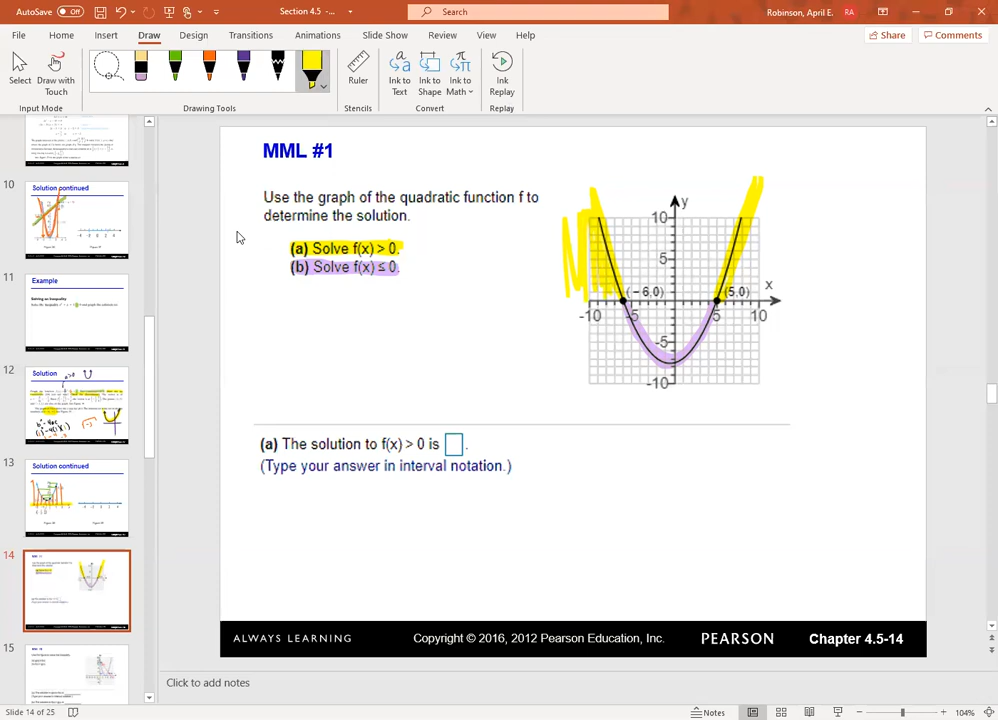 AutoSave Off
Section 4.5 -...
Search
Robinson, April E. RA
File Home Insert Draw Design Transitions Animations Slide Show Review View Help
Share Comments
Select
Draw with Touch
Ruler
Ink to Text
Ink to Shape
Ink to Math
Ink Replay
Input Mode
Drawing Tools
Stencils
Convert
Replay
10
Solution continued
11
Example
12
Solution
13
Solution continued
14
15
MML #1
Use the graph of the quadratic function f to
determine the solution.
(a) Solve f(x) > 0.
(b) Solve f(x) ≤ 0.
y
10
5
x
(-6,0)
(5,0)
-10 -5 5 10
-5
-10
(a) The solution to f(x) > 0 is .
(Type your answer in interval notation.)
ALWAYS LEARNING
Copyright © 2016, 2012 Pearson Education, Inc.
PEARSON
Chapter 4.5-14
Click to add notes
Slide 14 of 25
Notes
104%